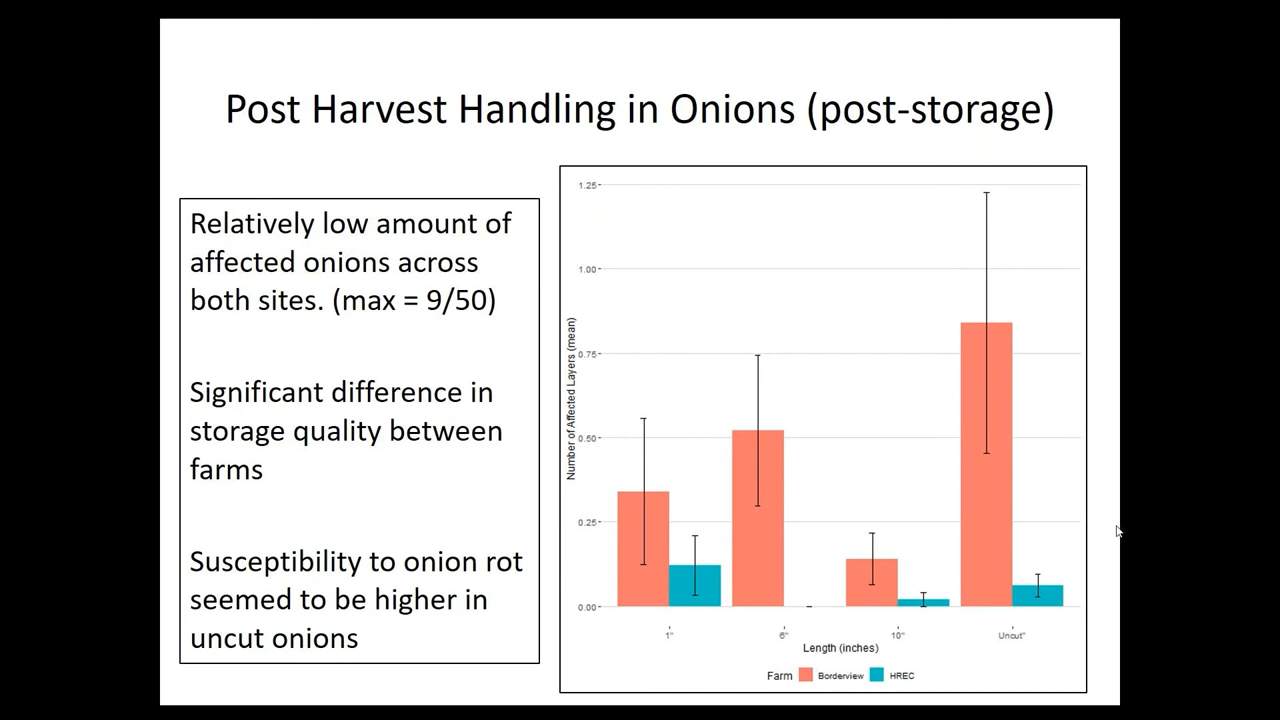 Post Harvest Handling in Onions (post-storage)
Relatively low amount of
affected onions across
both sites. (max = 9/50)
Significant difference in
storage quality between
farms
Susceptibility to onion rot
seemed to be higher in
uncut onions
Number of Affected Layers (mean)
1.25
1.00
0.75
0.50
0.25
0.00
1" 6" 10" Uncut"
Length (inches)
Farm Borderview HREC